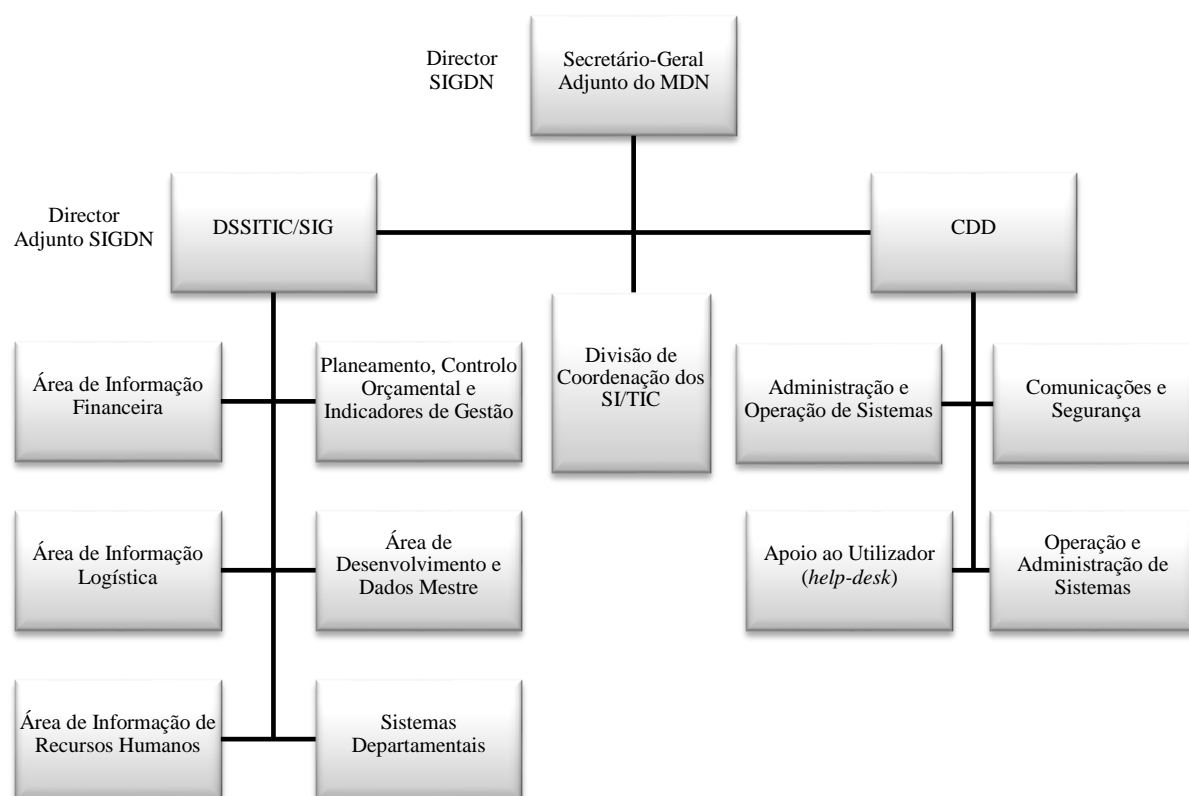 Director
SIGDN
Secretário-Geral
Adjunto do MDN
Director
Adjunto SIGDN
DSSITIC/SIG
CDD
Divisão de
Coordenação dos
SI/TIC
Área de Informação
Financeira
Planeamento, Controlo
Orçamental e
Indicadores de Gestão
Administração e
Operação de Sistemas
Comunicações e
Segurança
Área de Informação
Logística
Área de
Desenvolvimento e
Dados Mestre
Apoio ao Utilizador
(help-desk)
Operação e
Administração de
Sistemas
Área de Informação de
Recursos Humanos
Sistemas
Departamentais